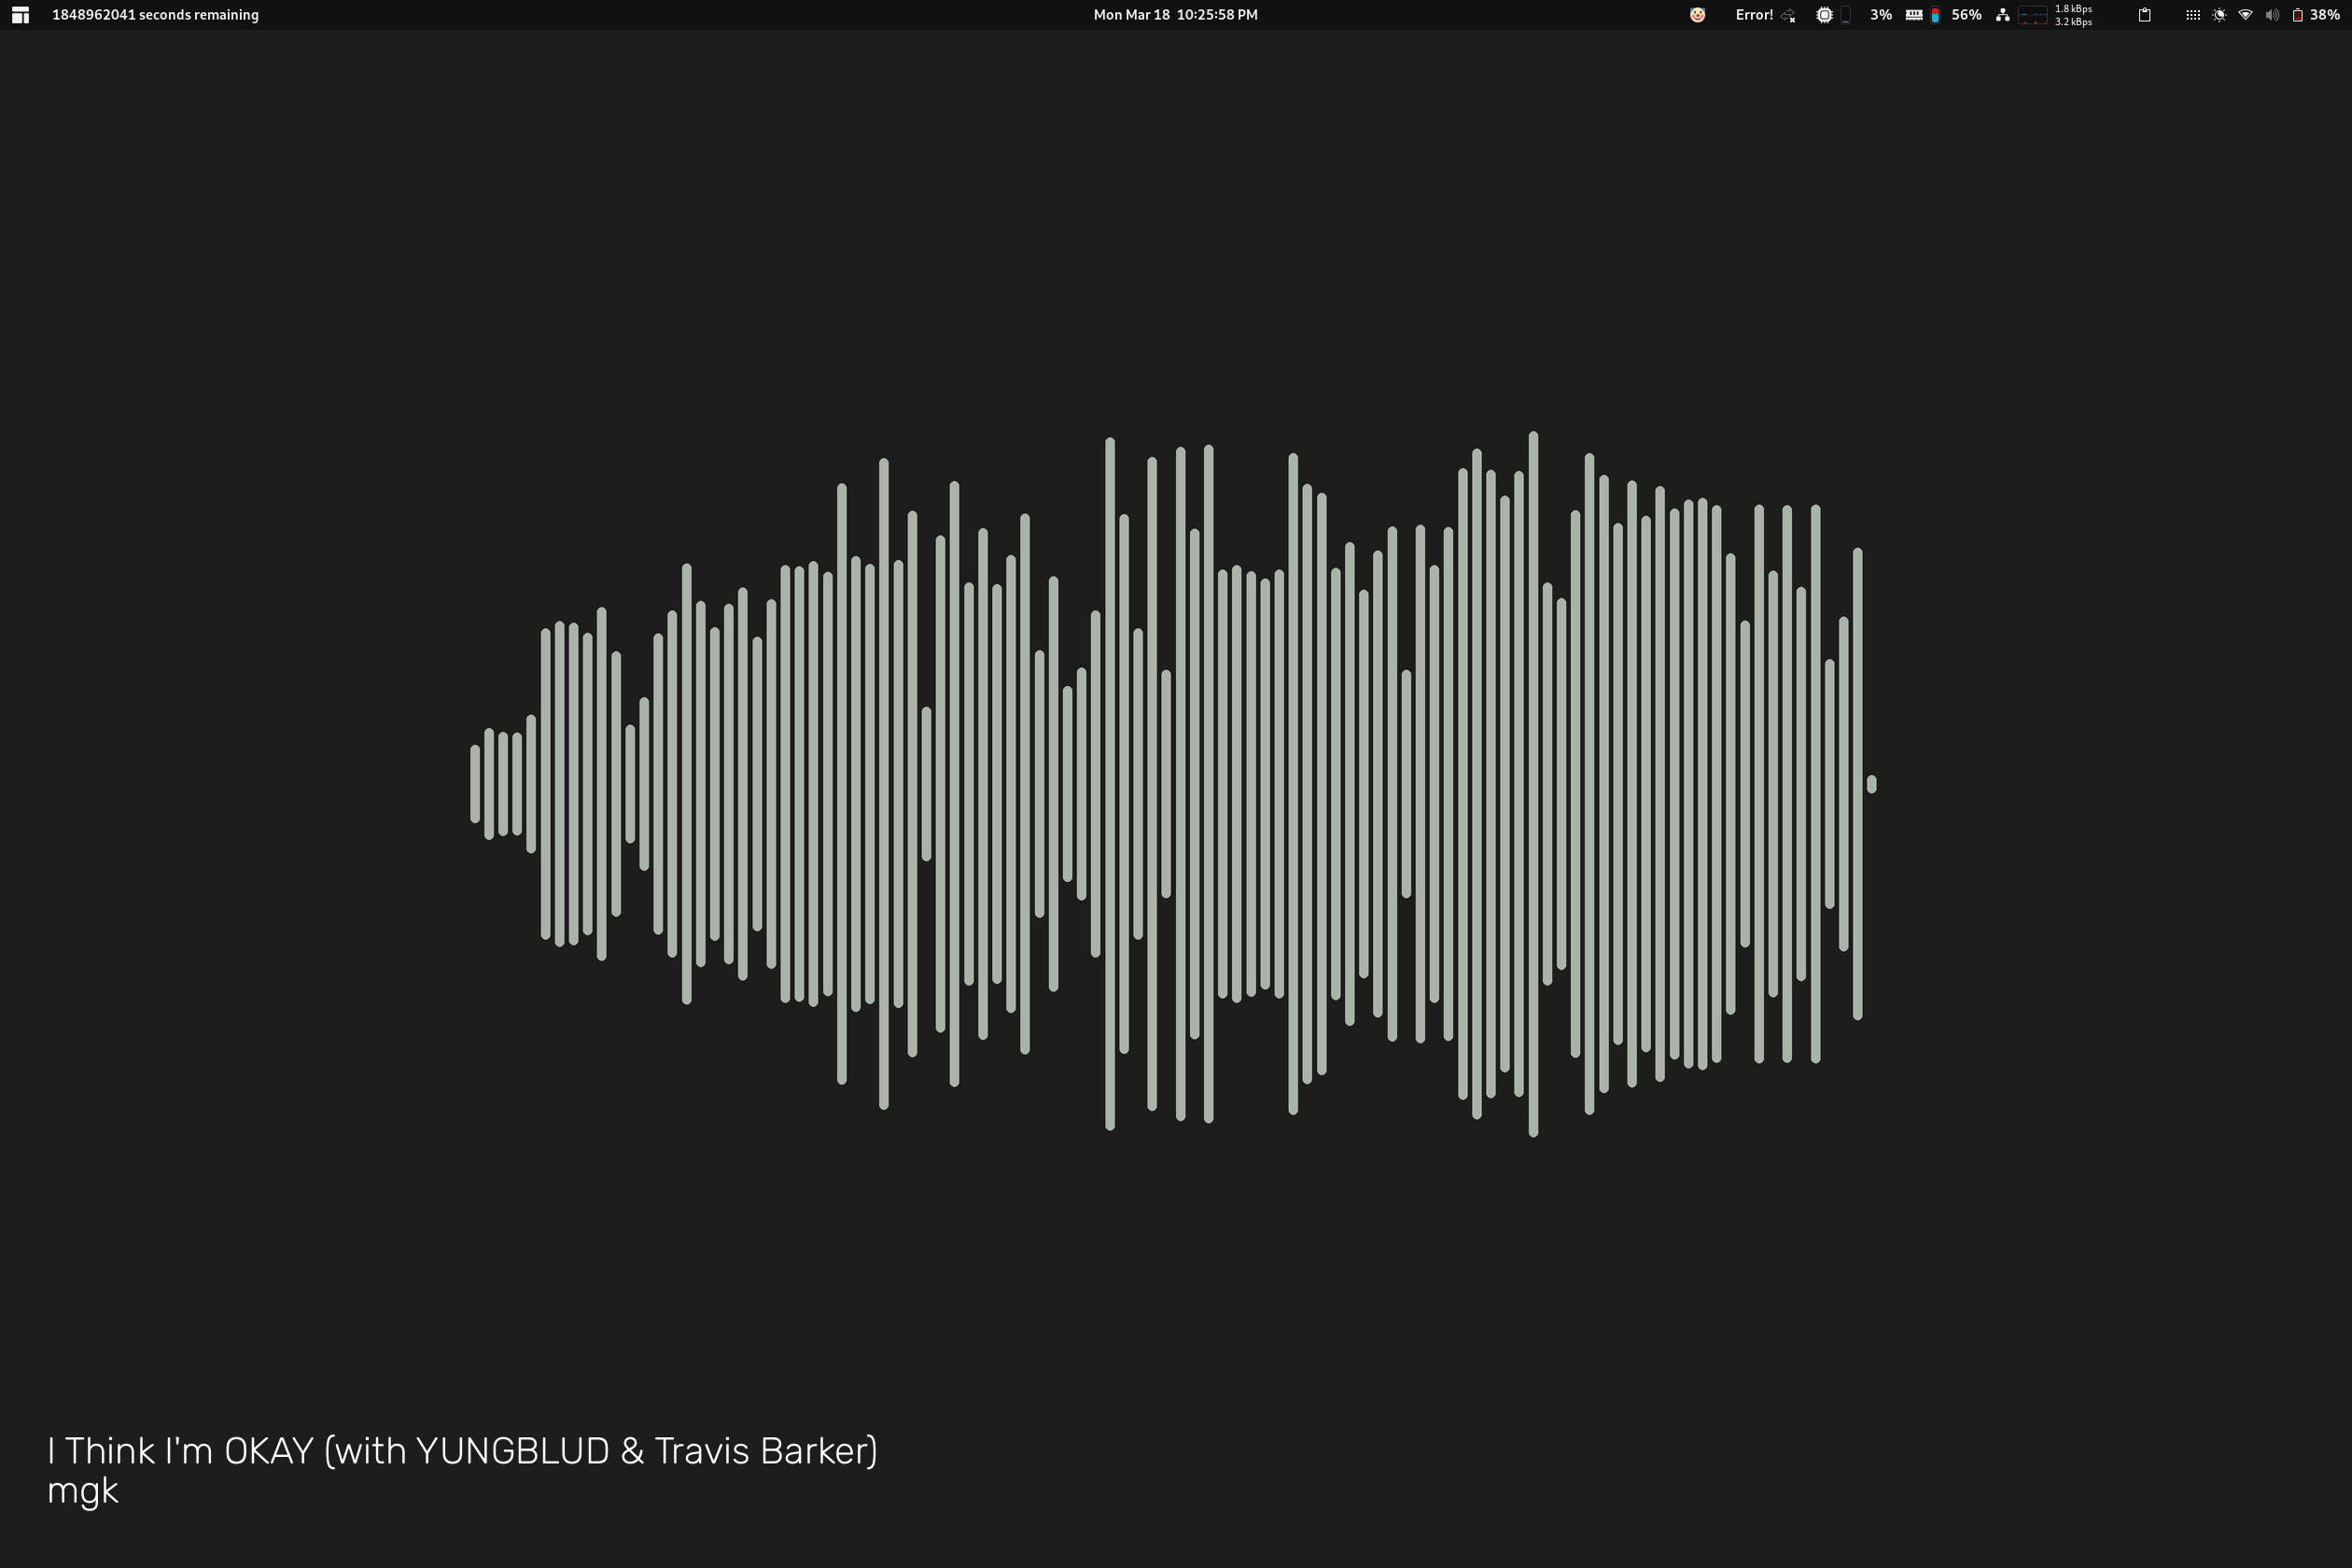 1848962041 seconds remaining
Mon Mar 18 10:25:58 PM
Error!
3%
56%
1.8 kBps
3.2 kBps
38%
I Think I'm OKAY (with YUNGBLUD & Travis Barker)
mgk